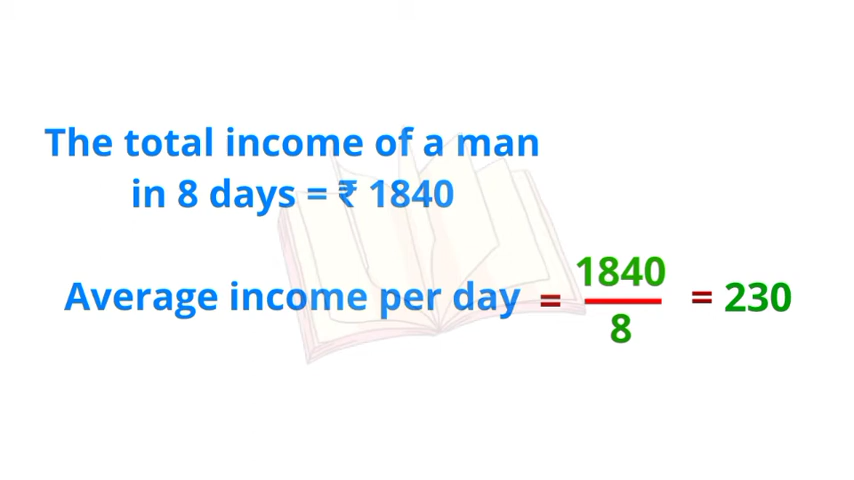 The total income of a man
in 8 days = ₹ 1840
Average income per day = 1840/8 = 230